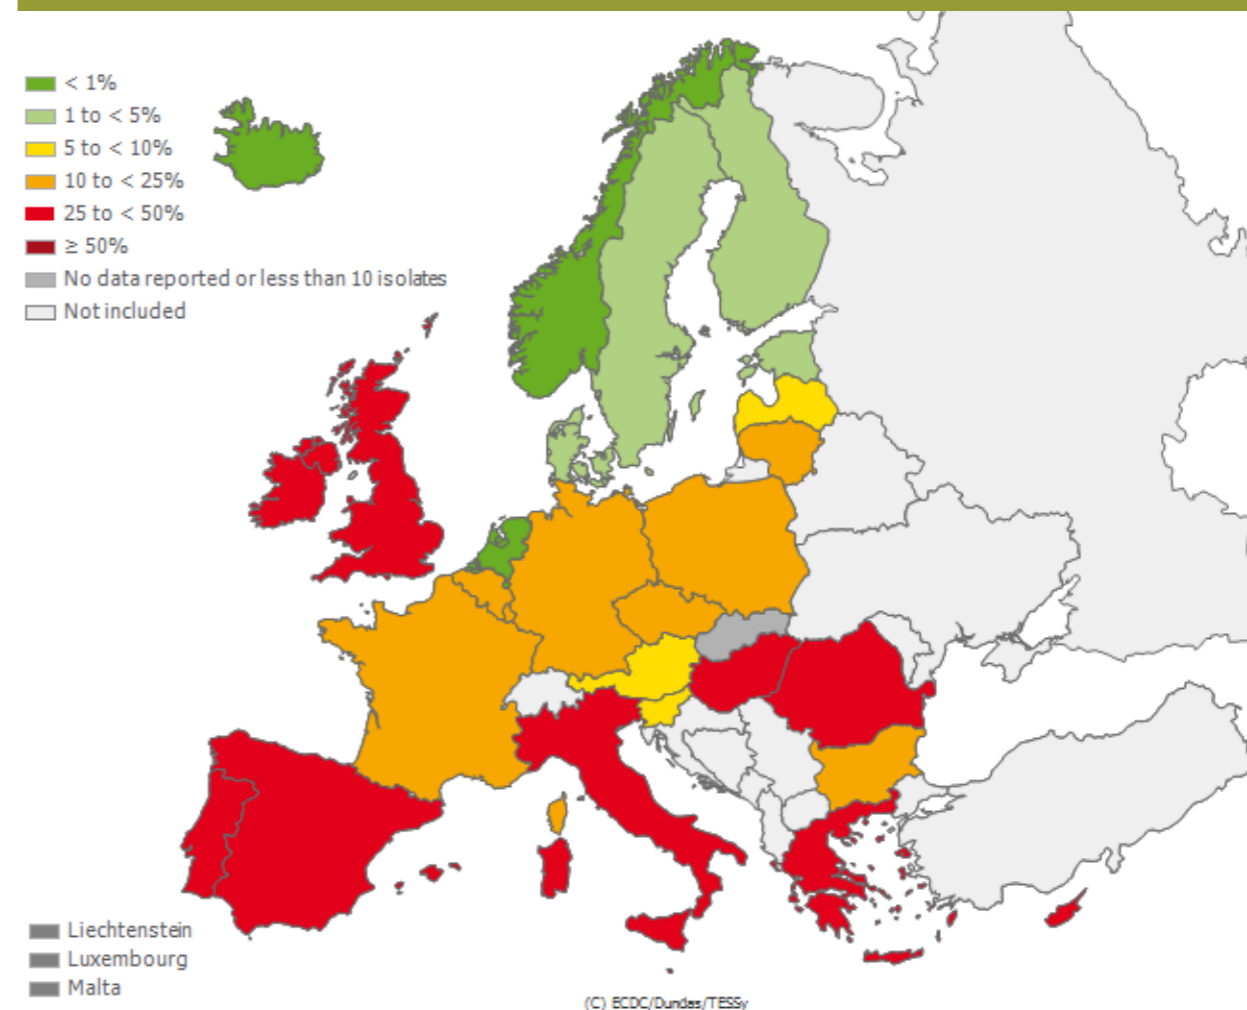 < 1%
1 to < 5%
5 to < 10%
10 to < 25%
25 to < 50%
≥ 50%
No data reported or less than 10 isolates
Not included
Liechtenstein
Luxembourg
Malta
(C) ECDC/Dundas/TESSy